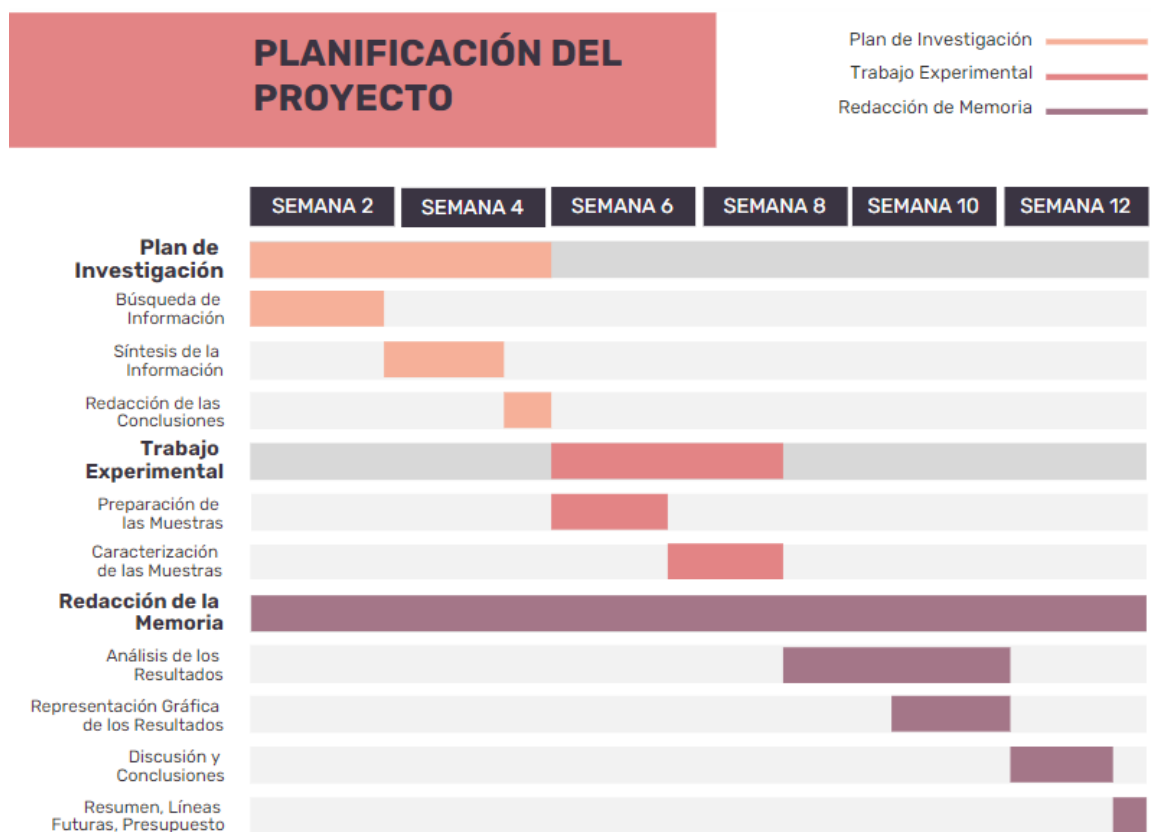 PLANIFICACIÓN DEL
PROYECTO
Plan de Investigación
Trabajo Experimental
Redacción de Memoria
SEMANA 2
SEMANA 4
SEMANA 6
SEMANA 8
SEMANA 10
SEMANA 12
Plan de
Investigación
Búsqueda de
Información
Síntesis de la
Información
Redacción de las
Conclusiones
Trabajo
Experimental
Preparación de
las Muestras
Caracterización
de las Muestras
Redacción de la
Memoria
Análisis de los
Resultados
Representación Gráfica
de los Resultados
Discusión y
Conclusiones
Resumen, Líneas
Futuras, Presupuesto